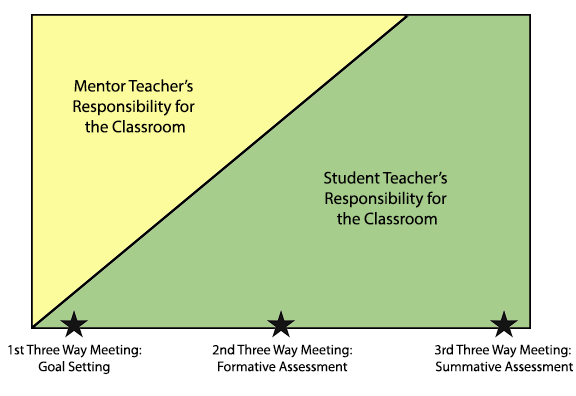 Mentor Teacher's
Responsibility for
the Classroom
Student Teacher's
Responsibility for
the Classroom
1st Three Way Meeting:
Goal Setting
2nd Three Way Meeting:
Formative Assessment
3rd Three Way Meeting:
Summative Assessment